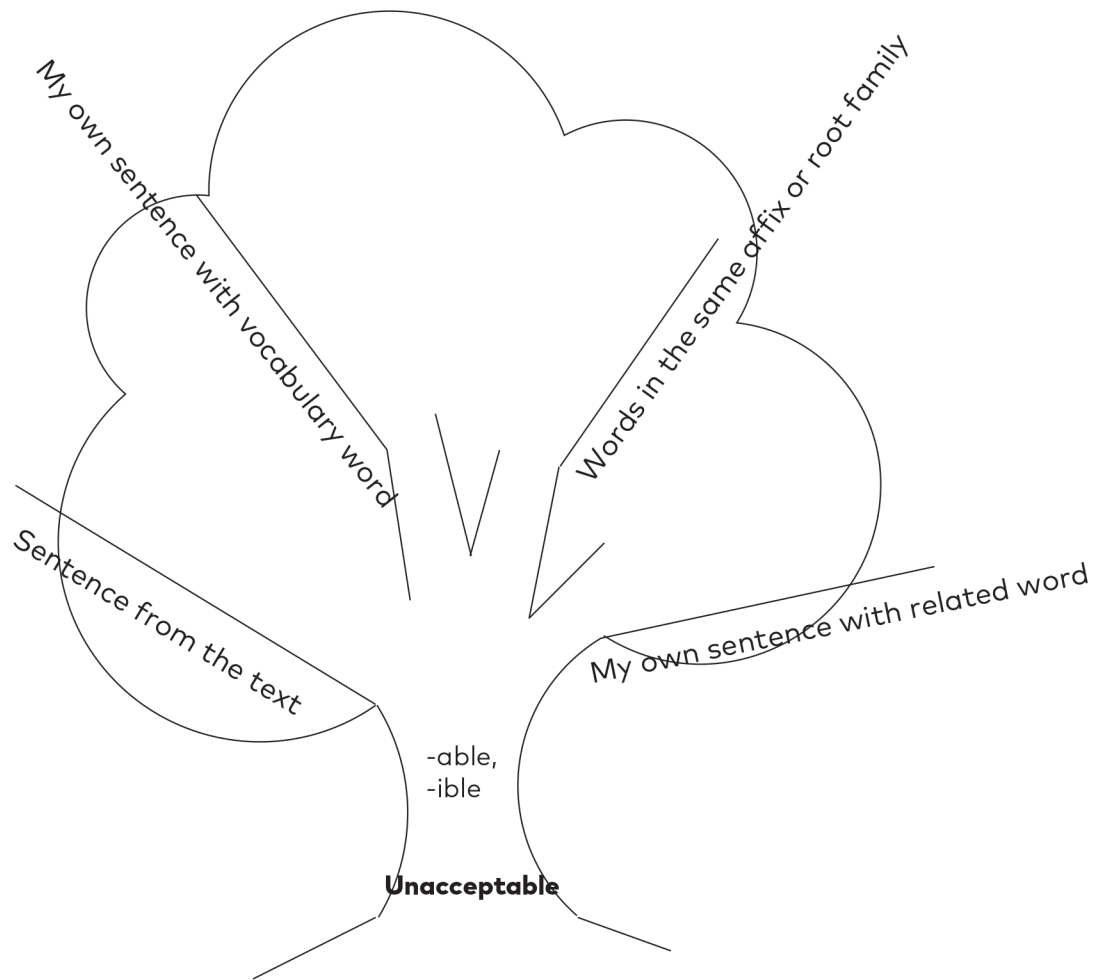 My own sentence with vocabulary word
Words in the same affix or root family
Sentence from the text
My own sentence with related word
-able,
-ible
Unacceptable